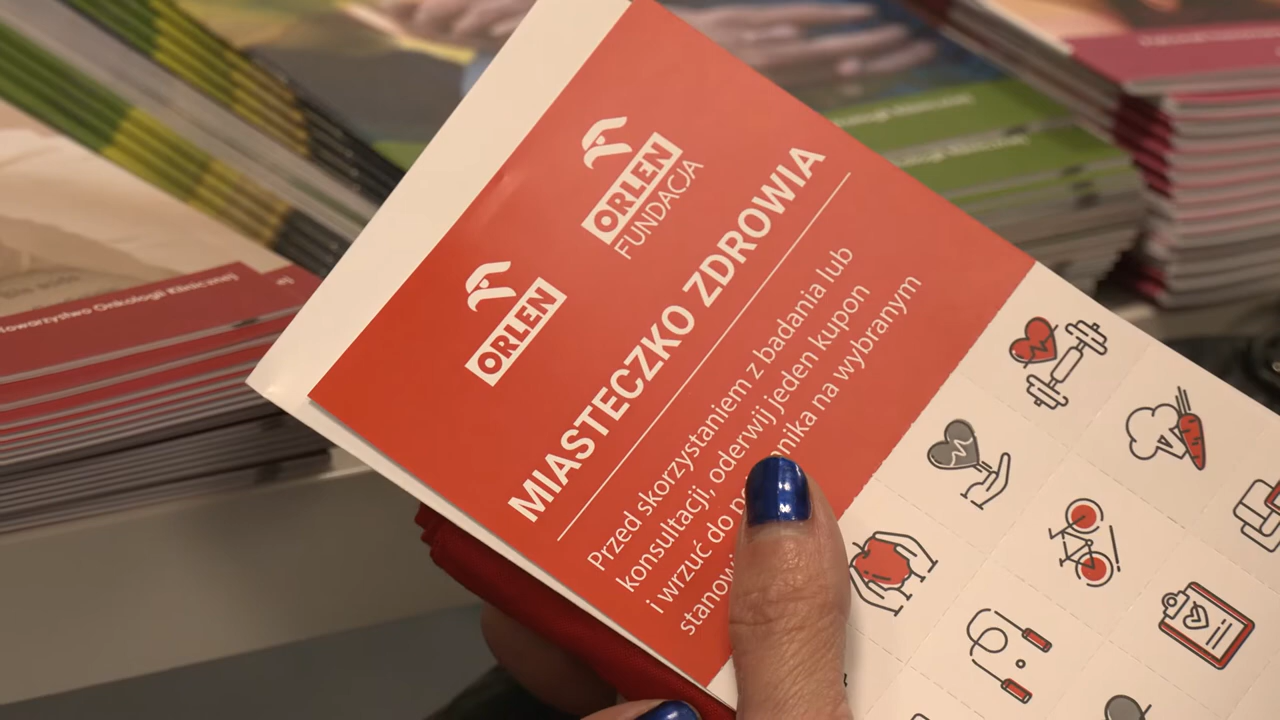 ORLEN
ORLEN
FUNDACJA
MIASTECZKO ZDROWIA
Przed skorzystaniem z badania lub
konsultacji, oderwij jeden kupon
i wrzuć do nika na wybranym
stanowi
Towarzystwo Onkologii Klinicznej